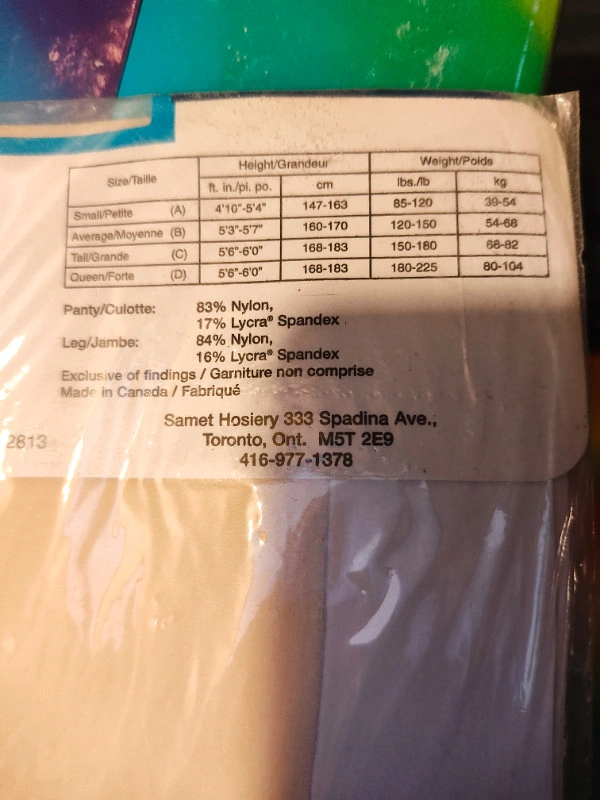 Size/Taille Height/Grandeur Weight/Poids
ft. in./pi. po. cm lbs./lb kg
Small/Petite (A) 4'10"-5'4" 147-163 85-120 39-54
Average/Moyenne (B) 5'3"-5'7" 160-170 120-150 54-68
Tall/Grande (C) 5'6"-6'0" 168-183 150-180 68-82
Queen/Forte (D) 5'6"-6'0" 168-183 180-225 80-104
Panty/Culotte: 83% Nylon,
17% Lycra® Spandex
Leg/Jambe: 84% Nylon,
16% Lycra® Spandex
Exclusive of findings / Garniture non comprise
Made in Canada / Fabriqué
Samet Hosiery 333 Spadina Ave.,
Toronto, Ont. M5T 2E9
416-977-1378
2813